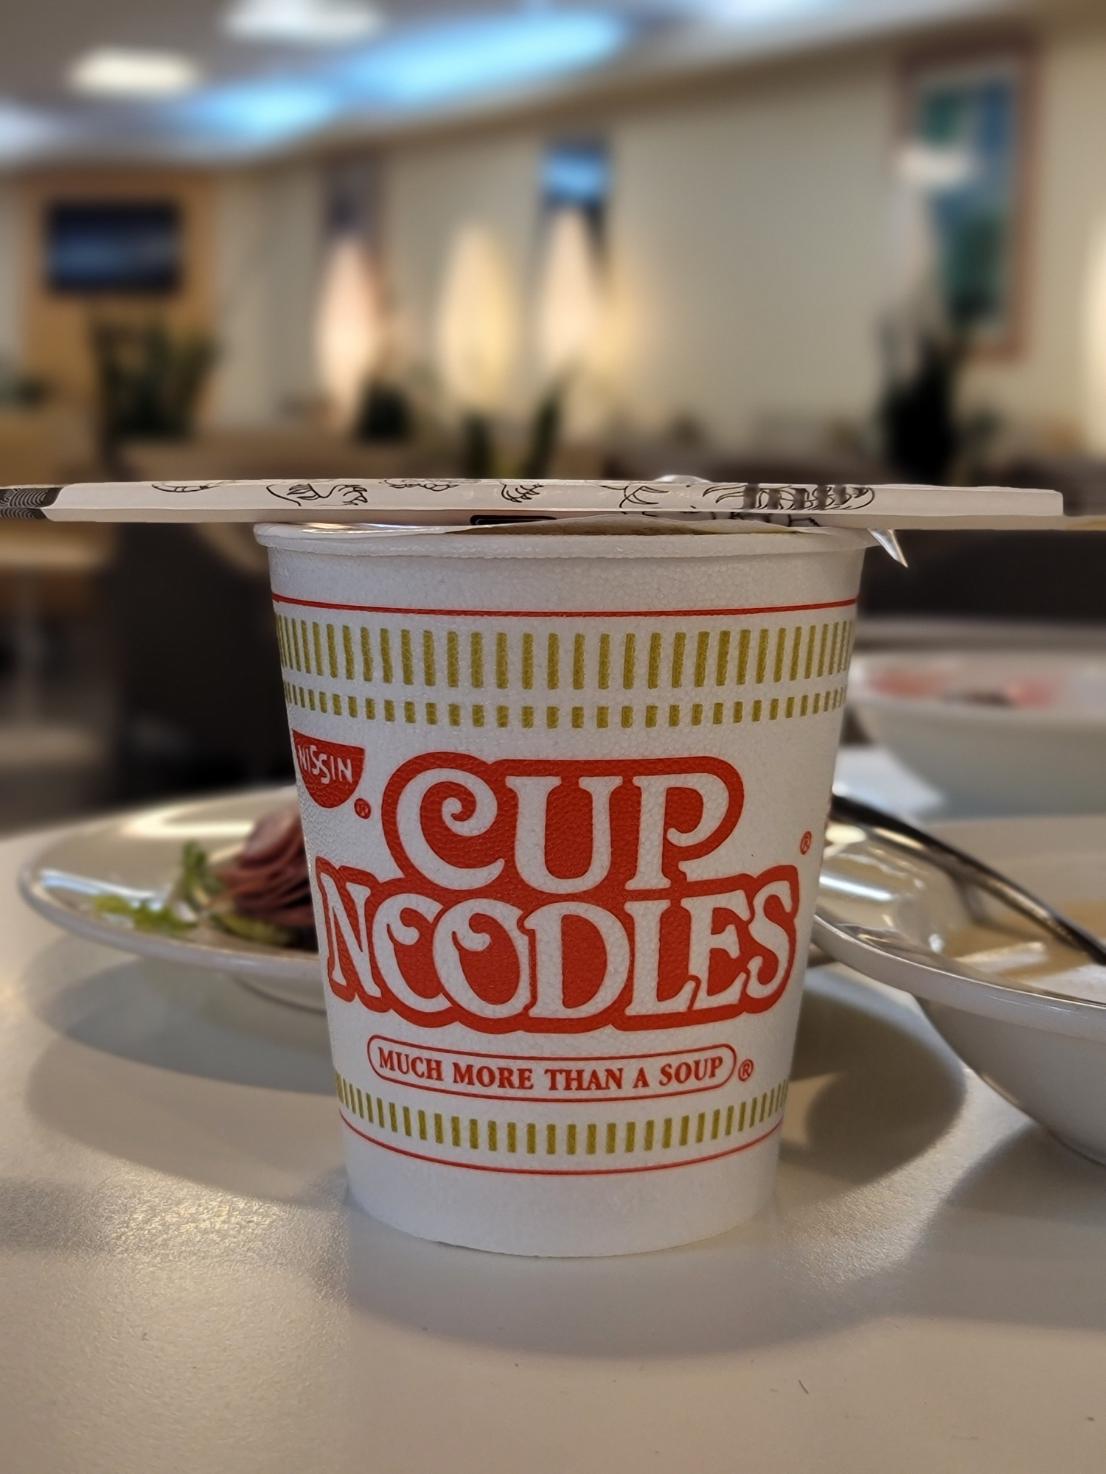 NISSIN
®
CUP
NOODLES
®
MUCH MORE THAN A SOUP ®